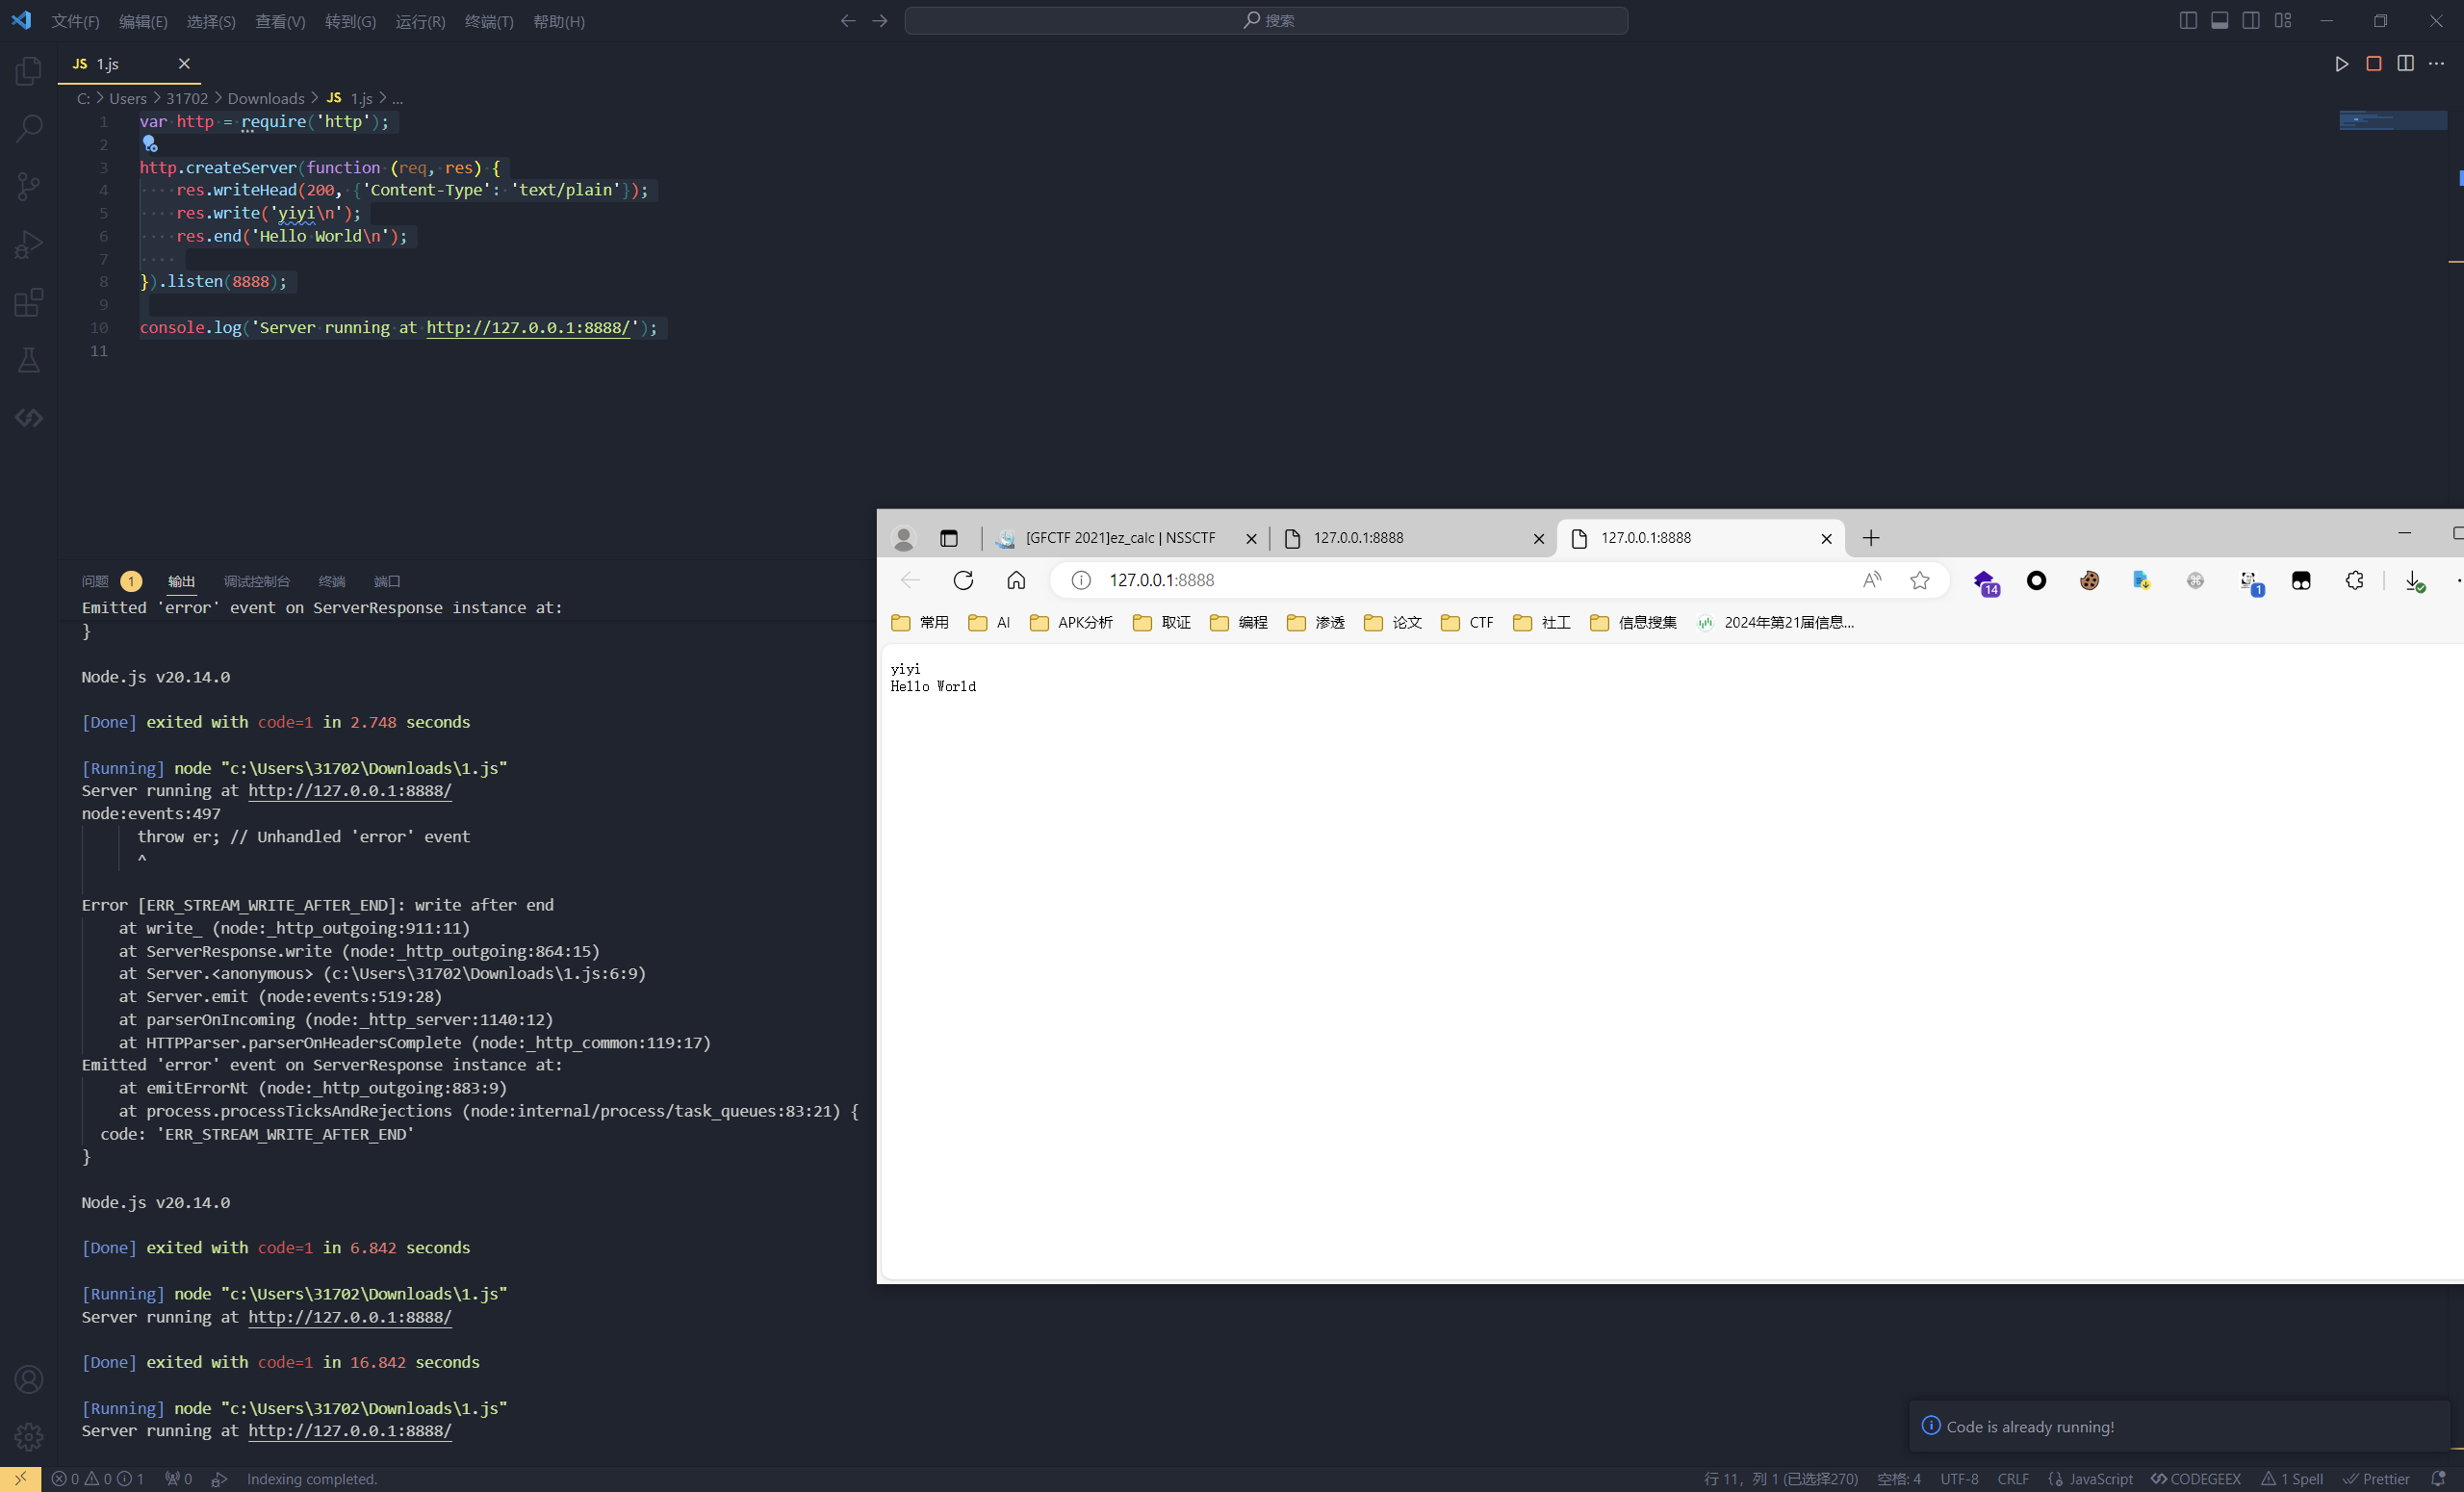 文件(F) 编辑(E) 选择(S) 查看(V) 转到(G) 运行(R) 终端(T) 帮助(H)
搜索
JS 1.js
C: > Users > 31702 > Downloads > JS 1.js > ...
1 var http = require('http');
2
3 http.createServer(function (req, res) {
4 res.writeHead(200, {'Content-Type': 'text/plain'});
5 res.write('yiyi\n');
6 res.end('Hello World\n');
7
8 }).listen(8888);
9
10 console.log('Server running at http://127.0.0.1:8888/');
11
问题 1 输出 调试控制台 终端 端口
Emitted 'error' event on ServerResponse instance at:
}
Node.js v20.14.0
[Done] exited with code=1 in 2.748 seconds
[Running] node "c:\Users\31702\Downloads\1.js"
Server running at http://127.0.0.1:8888/
node:events:497
throw er; // Unhandled 'error' event
^
Error [ERR_STREAM_WRITE_AFTER_END]: write after end
at write_ (node:_http_outgoing:911:11)
at ServerResponse.write (node:_http_outgoing:864:15)
at Server.<anonymous> (c:\Users\31702\Downloads\1.js:6:9)
at Server.emit (node:events:519:28)
at parserOnIncoming (node:_http_server:1140:12)
at HTTPParser.parserOnHeadersComplete (node:_http_common:119:17)
Emitted 'error' event on ServerResponse instance at:
at emitErrorNt (node:_http_outgoing:883:9)
at process.processTicksAndRejections (node:internal/process/task_queues:83:21) {
code: 'ERR_STREAM_WRITE_AFTER_END'
}
Node.js v20.14.0
[Done] exited with code=1 in 6.842 seconds
[Running] node "c:\Users\31702\Downloads\1.js"
Server running at http://127.0.0.1:8888/
[Done] exited with code=1 in 16.842 seconds
[Running] node "c:\Users\31702\Downloads\1.js"
Server running at http://127.0.0.1:8888/
[GFCTF 2021]ez_calc | NSSCTF 127.0.0.1:8888 127.0.0.1:8888
127.0.0.1:8888 14 1
常用 AI APK分析 取证 编程 渗透 论文 CTF 社工 信息搜集 2024年第21届信息...
yiyi
Hello World
Code is already running!
0 0 1 0 Indexing completed. 行 11，列 1 (已选择270) 空格: 4 UTF-8 CRLF JavaScript CODEGEEX 1 Spell Prettier